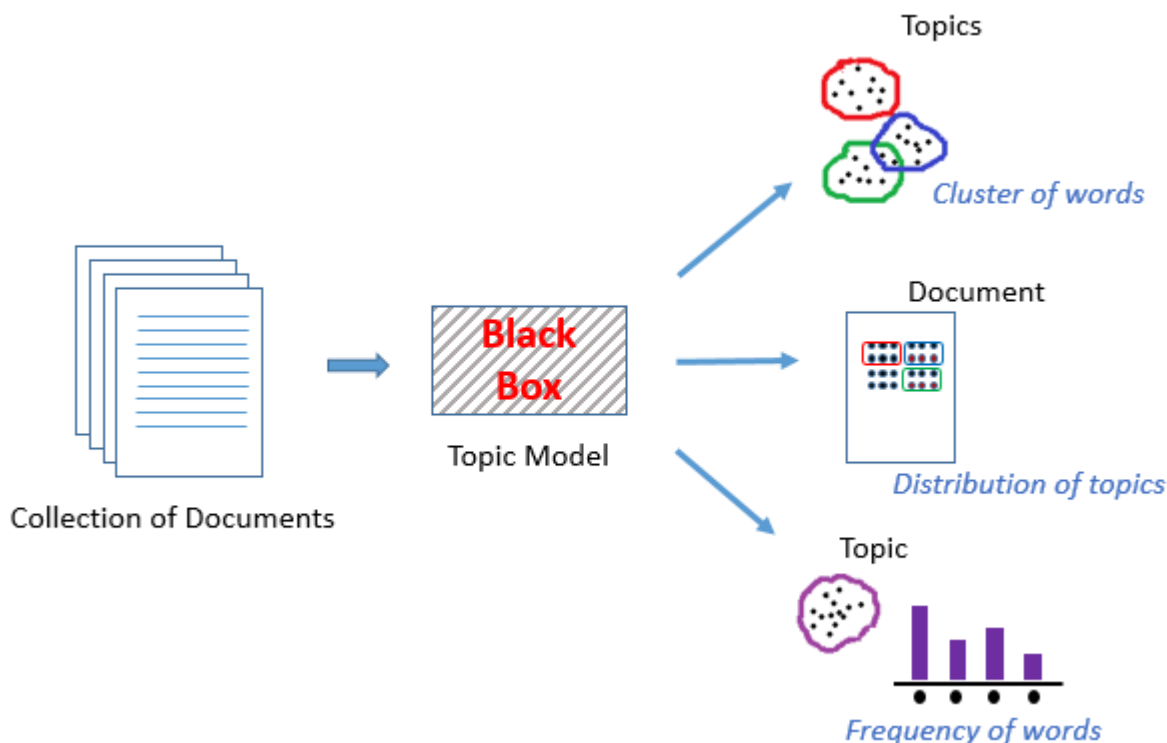 Topics
Cluster of words
Document
Black
Box
Topic Model
Distribution of topics
Collection of Documents
Topic
Frequency of words